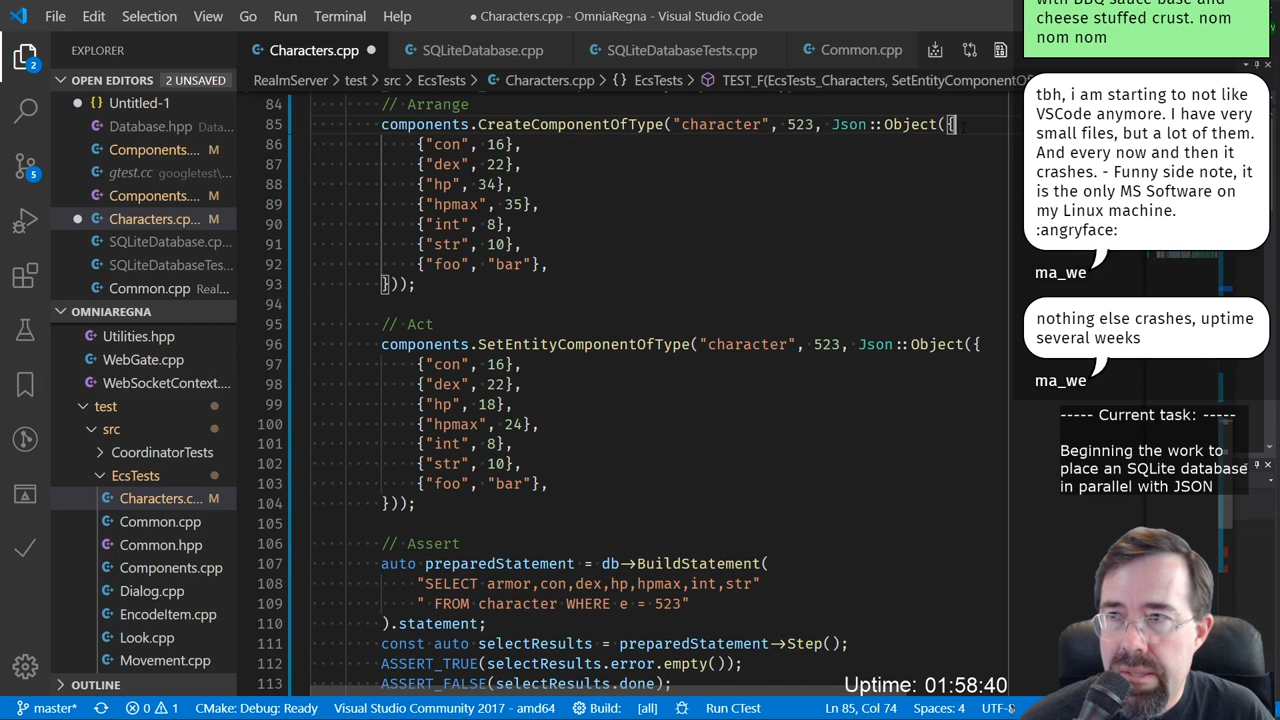 File Edit Selection View Go Run Terminal Help
● Characters.cpp - OmniaRegna - Visual Studio Code
EXPLORER
Characters.cpp
SQLiteDatabase.cpp
SQLiteDatabaseTests.cpp
Common.cpp
OPEN EDITORS 2 UNSAVED
RealmServer > test > src > EcsTests > Characters.cpp > {} EcsTests > TEST_F(EcsTests_Characters, SetEntityComponentO
Untitled-1
Database.hpp Data...
Components....
M
gtest.cc googletest\...
Components....
M
Characters.cp...
M
SQLiteDatabase.cp...
SQLiteDatabaseTes...
Common.cpp Real...
OMNIAREGNA
Utilities.hpp
WebGate.cpp
WebSocketContext....
test
src
CoordinatorTests
EcsTests
Characters.c...
M
Common.cpp
Common.hpp
Components.cpp
Dialog.cpp
EncodeItem.cpp
Look.cpp
Movement.cpp
OUTLINE
2
5
84 // Arrange
85 components.CreateComponentOfType("character", 523, Json::Object({
86 {"con", 16},
87 {"dex", 22},
88 {"hp", 34},
89 {"hpmax", 35},
90 {"int", 8},
91 {"str", 10},
92 {"foo", "bar"},
93 }));
94
95 // Act
96 components.SetEntityComponentOfType("character", 523, Json::Object({
97 {"con", 16},
98 {"dex", 22},
99 {"hp", 18},
100 {"hpmax", 24},
101 {"int", 8},
102 {"str", 10},
103 {"foo", "bar"},
104 }));
105
106 // Assert
107 auto preparedStatement = db->BuildStatement(
108 "SELECT armor,con,dex,hp,hpmax,int,str"
109 " FROM character WHERE e = 523"
110 ).statement;
111 const auto selectResults = preparedStatement->Step();
112 ASSERT_TRUE(selectResults.error.empty());
113 ASSERT_FALSE(selectResults.done);
with BBQ sauce base and
cheese stuffed crust. nom
nom nom
tbh, i am starting to not like
VSCode anymore. I have very
small files, but a lot of them.
And every now and then it
crashes. - Funny side note, it
is the only MS Software on
my Linux machine.
:angryface:
ma_we
nothing else crashes, uptime
several weeks
ma_we
----- Current task: -----
Beginning the work to
place an SQLite database
in parallel with JSON
Uptime: 01:58:40
master* 0 1 CMake: Debug: Ready Visual Studio Community 2017 - amd64 Build: [all] Run CTest Ln 85, Col 74 Spaces: 4 UTF-8